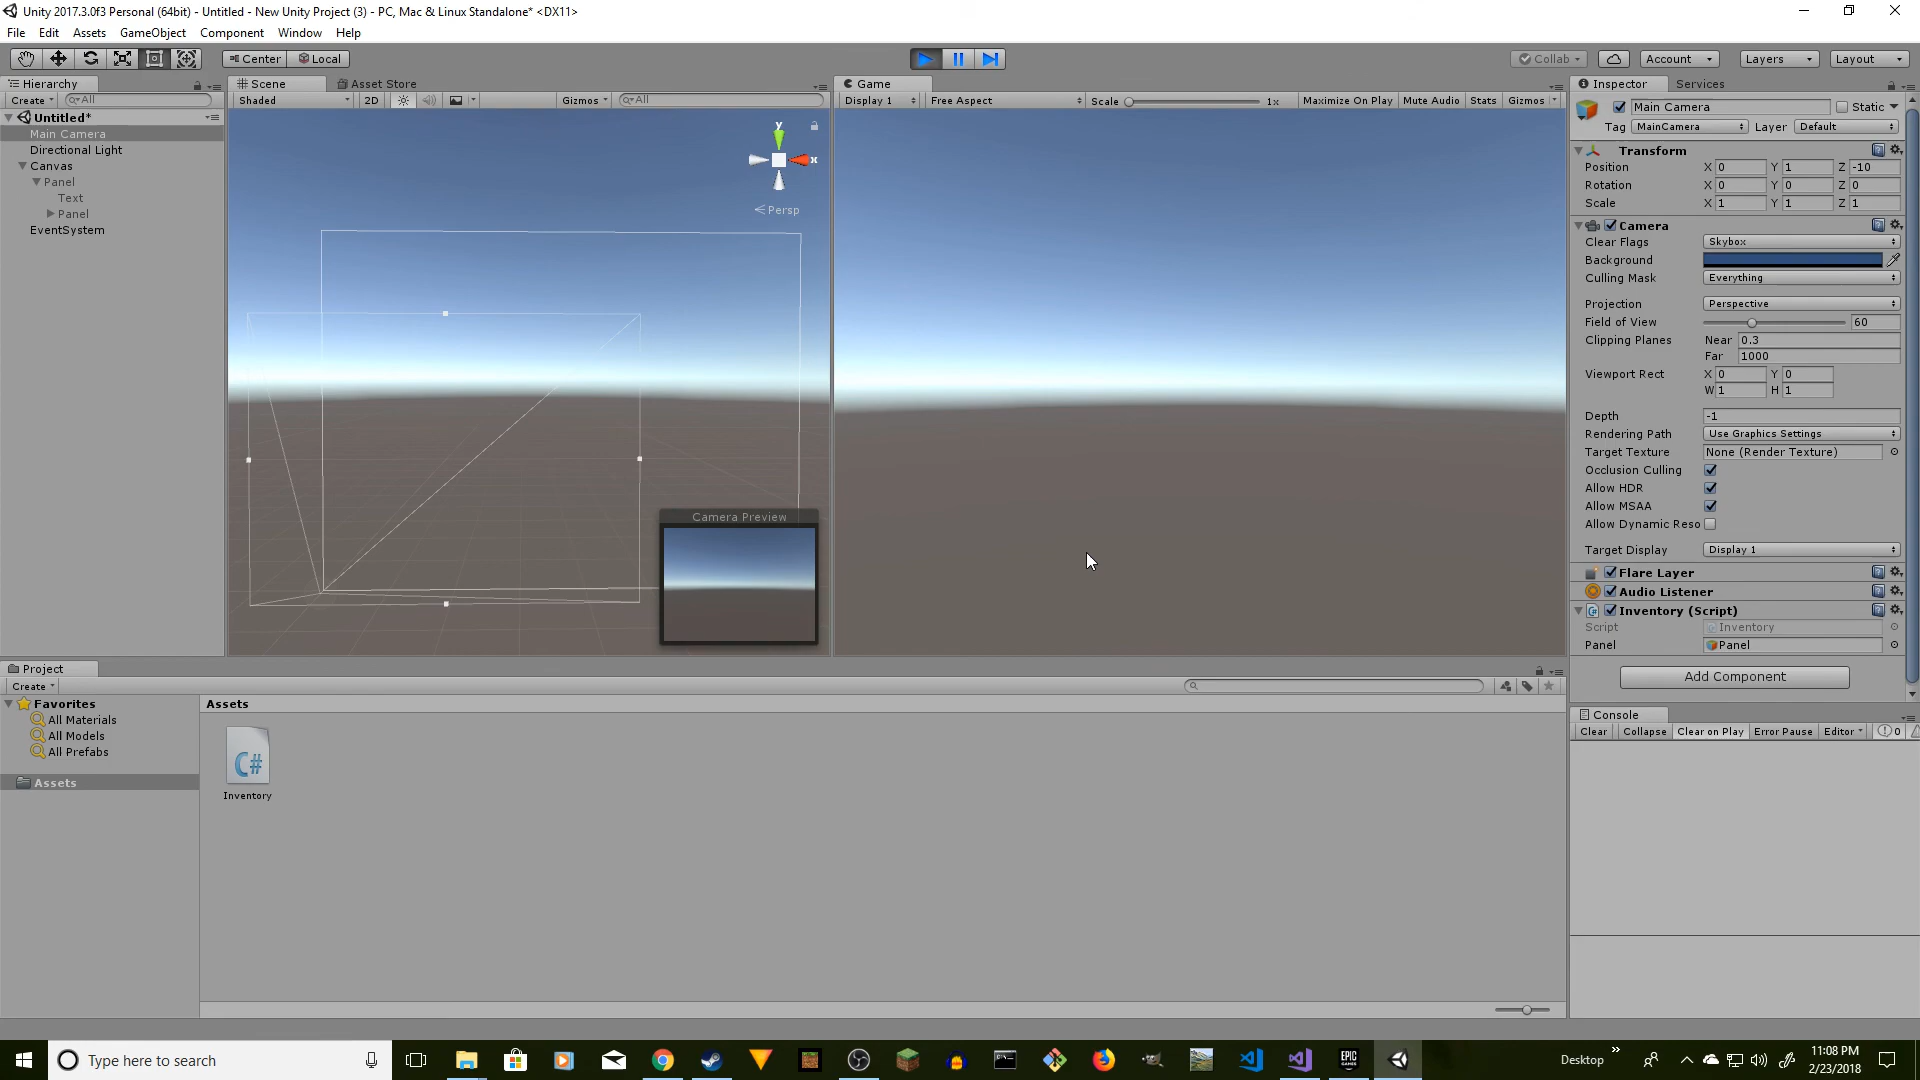 Unity 2017.3.0f3 Personal (64bit) - Untitled - New Unity Project (3) - PC, Mac & Linux Standalone* <DX11>
File Edit Assets GameObject Component Window Help
Center Local Collab Account Layers Layout
Hierarchy
Create All
Untitled*
Main Camera
Directional Light
Canvas
Panel
Text
Panel
EventSystem
Scene Asset Store
Shaded 2D Gizmos All
y
x
Persp
Camera Preview
Game
Display 1 Free Aspect Scale 1x Maximize On Play Mute Audio Stats Gizmos
Inspector Services
Main Camera Static
Tag MainCamera Layer Default
Transform
Position X 0 Y 1 Z -10
Rotation X 0 Y 0 Z 0
Scale X 1 Y 1 Z 1
Camera
Clear Flags Skybox
Background
Culling Mask Everything
Projection Perspective
Field of View 60
Clipping Planes Near 0.3
Far 1000
Viewport Rect X 0 Y 0
W 1 H 1
Depth -1
Rendering Path Use Graphics Settings
Target Texture None (Render Texture)
Occlusion Culling
Allow HDR
Allow MSAA
Allow Dynamic Reso
Target Display Display 1
Flare Layer
Audio Listener
Inventory (Script)
Script Inventory
Panel Panel
Add Component
Project
Create
Favorites
All Materials
All Models
All Prefabs
Assets
Assets
C#
Inventory
Console
Clear Collapse Clear on Play Error Pause Editor 0
Type here to search
EPIC GAMES
Desktop
11:08 PM
2/23/2018